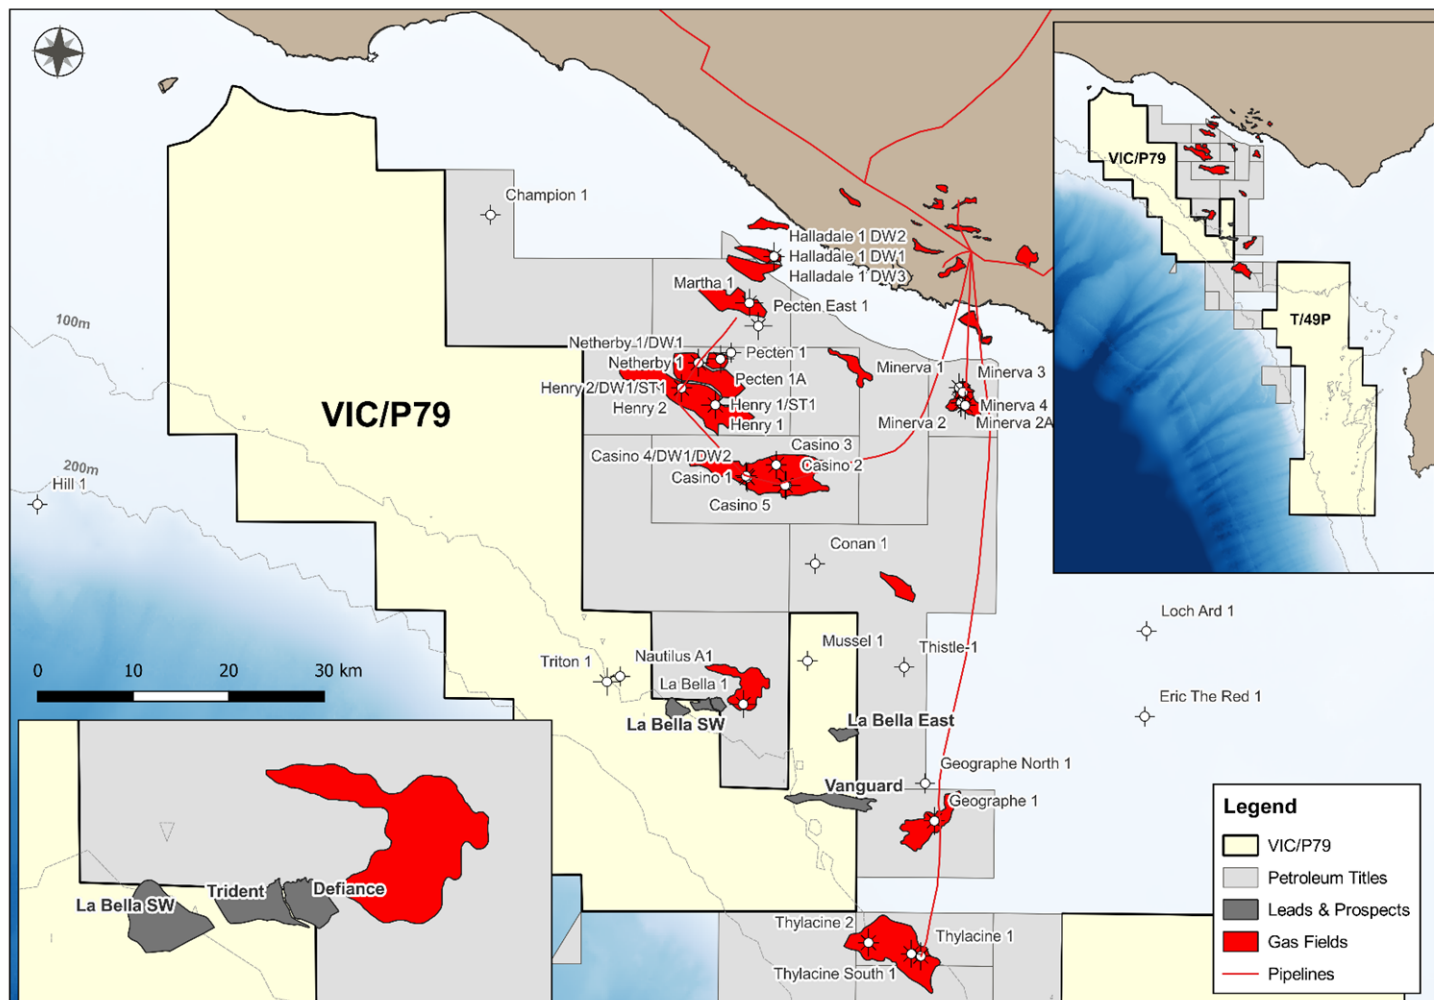 Champion 1
Halladale 1 DW2
Halladale 1 DW1
Halladale 1 DW3
Martha 1
Pecten East 1
100m
Netherby 1/DW1
Pecten 1
Netherby 1
Pecten 1A
Henry 2/DW1/ST1
Henry 2
Henry 1/ST1
Henry 1
Minerva 1
Minerva 3
Minerva 4
Minerva 2
Minerva 2A
VIC/P79
Casino 3
Casino 4/DW1/DW2
Casino 2
Casino 1
Casino 5
200m
Hill 1
Conan 1
Loch Ard 1
Mussel 1
Thistle-1
Triton 1
Nautilus A1
La Bella 1
La Bella SW
La Bella East
Eric The Red 1
0 10 20 30 km
Geographe North 1
Vanguard
Geographe 1
Thylacine 2
Thylacine 1
Thylacine South 1
VIC/P79
T/49P
La Bella SW
Trident
Defiance
Legend
VIC/P79
Petroleum Titles
Leads & Prospects
Gas Fields
Pipelines